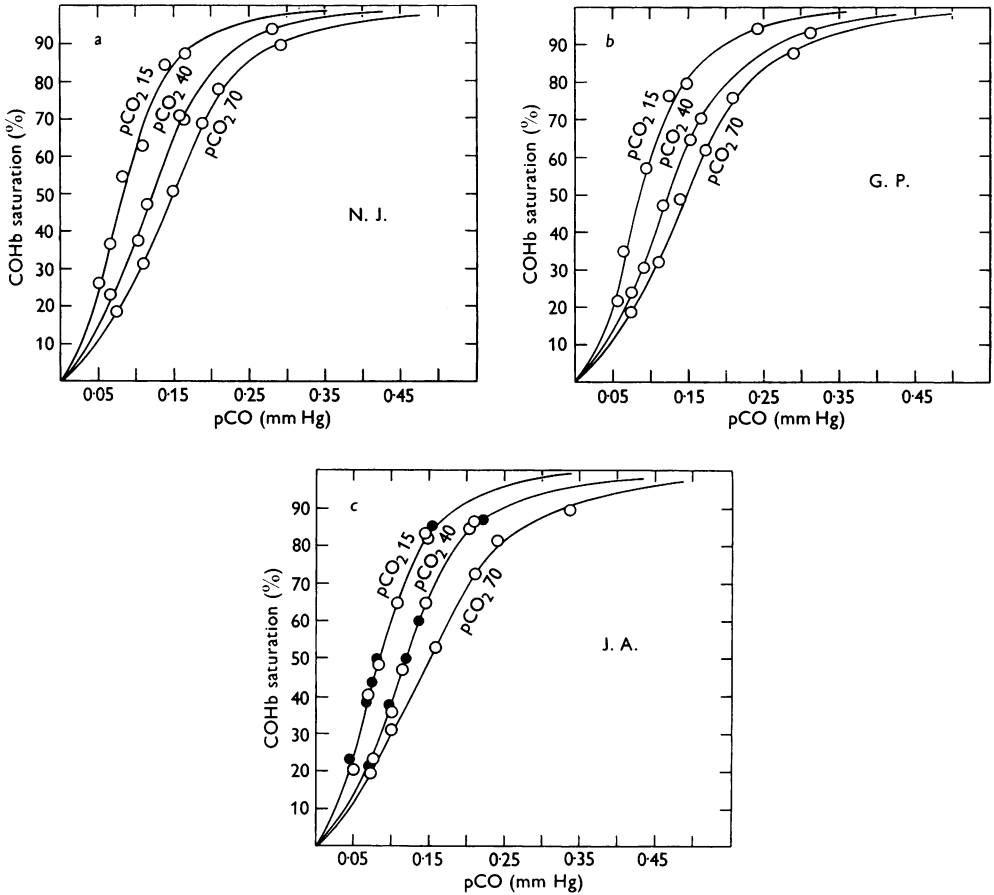 a
90
80
70
60
50
40
30
20
10
COHb saturation (%)
pCO₂ 15
pCO₂ 40
pCO₂ 70
N. J.
0·05 0·15 0·25 0·35 0·45
pCO (mm Hg)
b
90
80
70
60
50
40
30
20
10
COHb saturation (%)
pCO₂ 15
pCO₂ 40
pCO₂ 70
G. P.
0·05 0·15 0·25 0·35 0·45
pCO (mm Hg)
c
90
80
70
60
50
40
30
20
10
COHb saturation (%)
pCO₂ 15
pCO₂ 40
pCO₂ 70
J. A.
0·05 0·15 0·25 0·35 0·45
pCO (mm Hg)